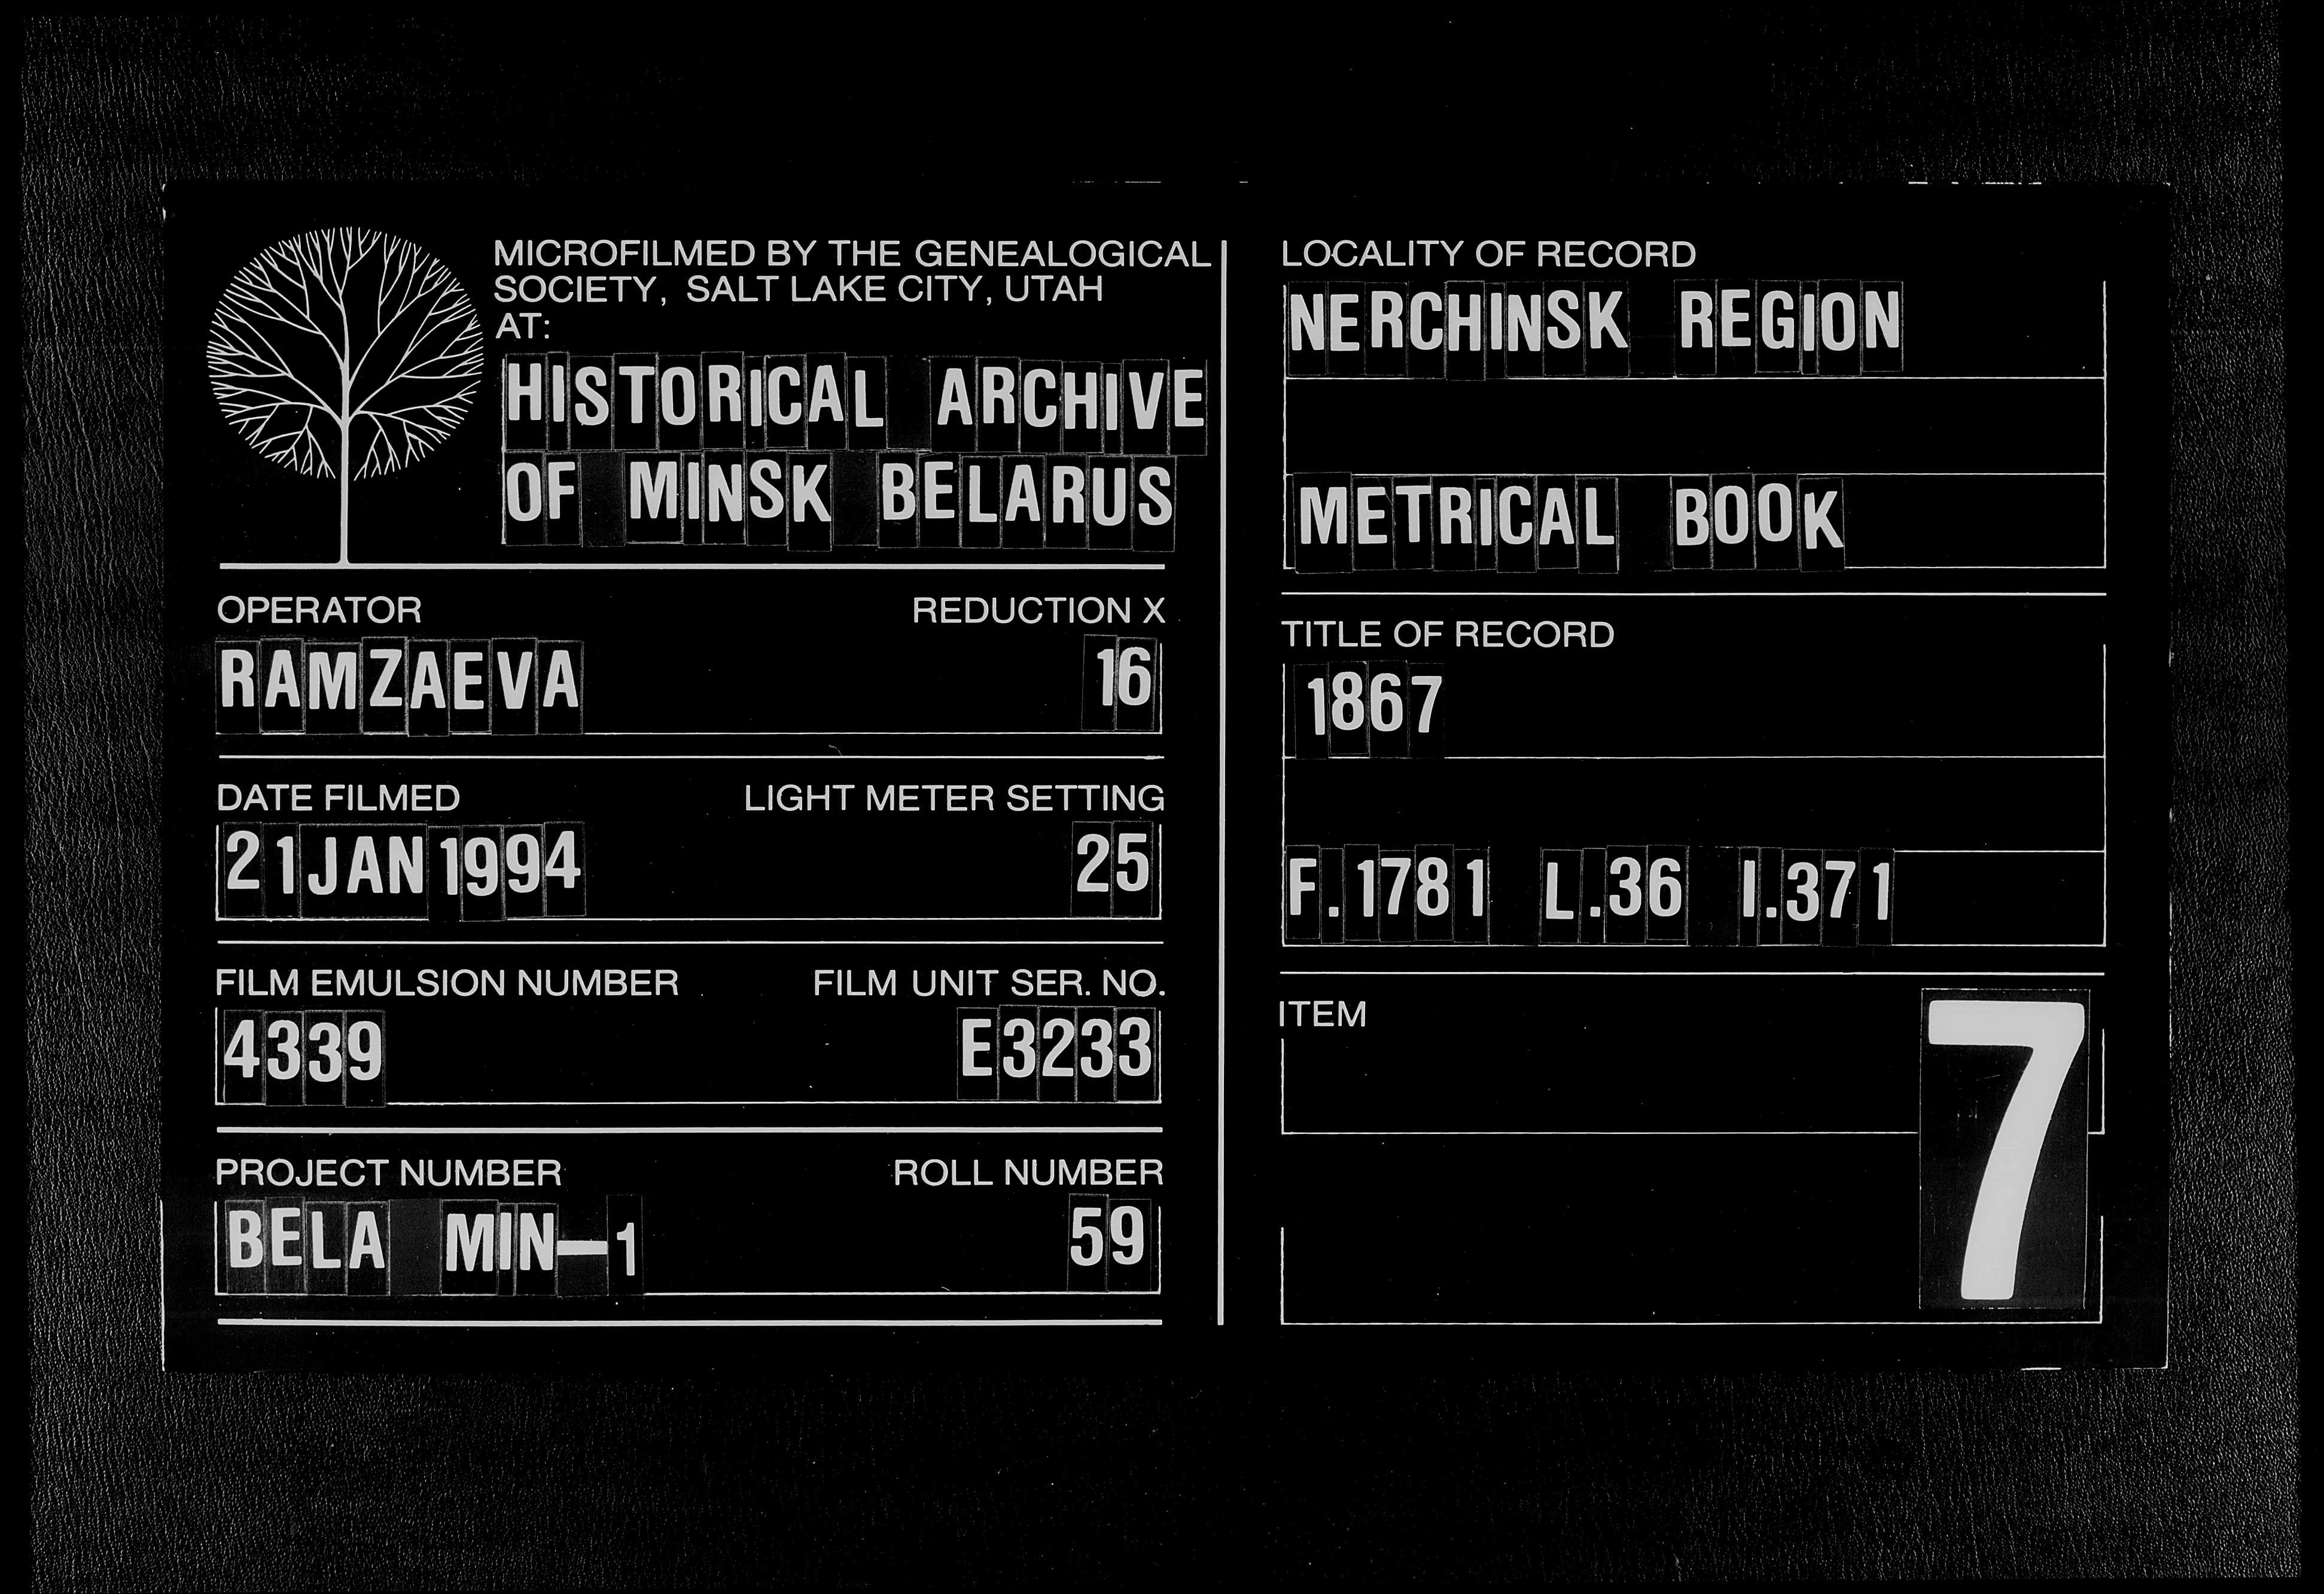 MICROFILMED BY THE GENEALOGICAL
SOCIETY, SALT LAKE CITY, UTAH
AT:
HISTORICAL ARCHIVE
OF MINSK BELARUS
OPERATOR REDUCTION X
RAMZAEVA 16
DATE FILMED LIGHT METER SETTING
21 JAN 1994 25
FILM EMULSION NUMBER FILM UNIT SER. NO.
4339 E3233
PROJECT NUMBER ROLL NUMBER
BELA MIN-1 59
LOCALITY OF RECORD
NERCHINSK REGION
METRICAL BOOK
TITLE OF RECORD
1867
F.1781 L.36 I.371
ITEM
7